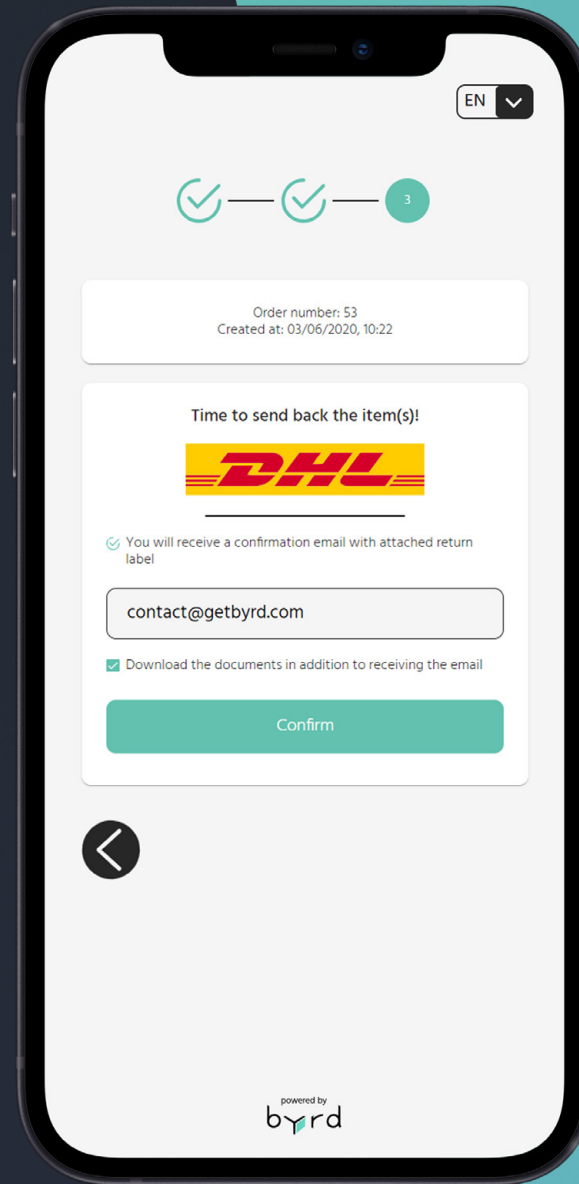 EN
3
Order number: 53
Created at: 03/06/2020, 10:22
Time to send back the item(s)!
DHL
You will receive a confirmation email with attached return
label
contact@getbyrd.com
Download the documents in addition to receiving the email
Confirm
powered by
byrd